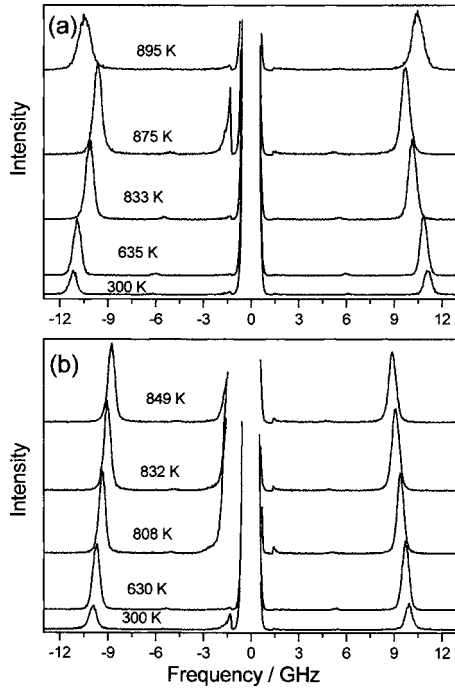 (a)
Intensity
895 K
875 K
833 K
635 K
300 K
-12 -9 -6 -3 0 3 6 9 12
(b)
Intensity
849 K
832 K
808 K
630 K
300 K
-12 -9 -6 -3 0 3 6 9 12
Frequency / GHz